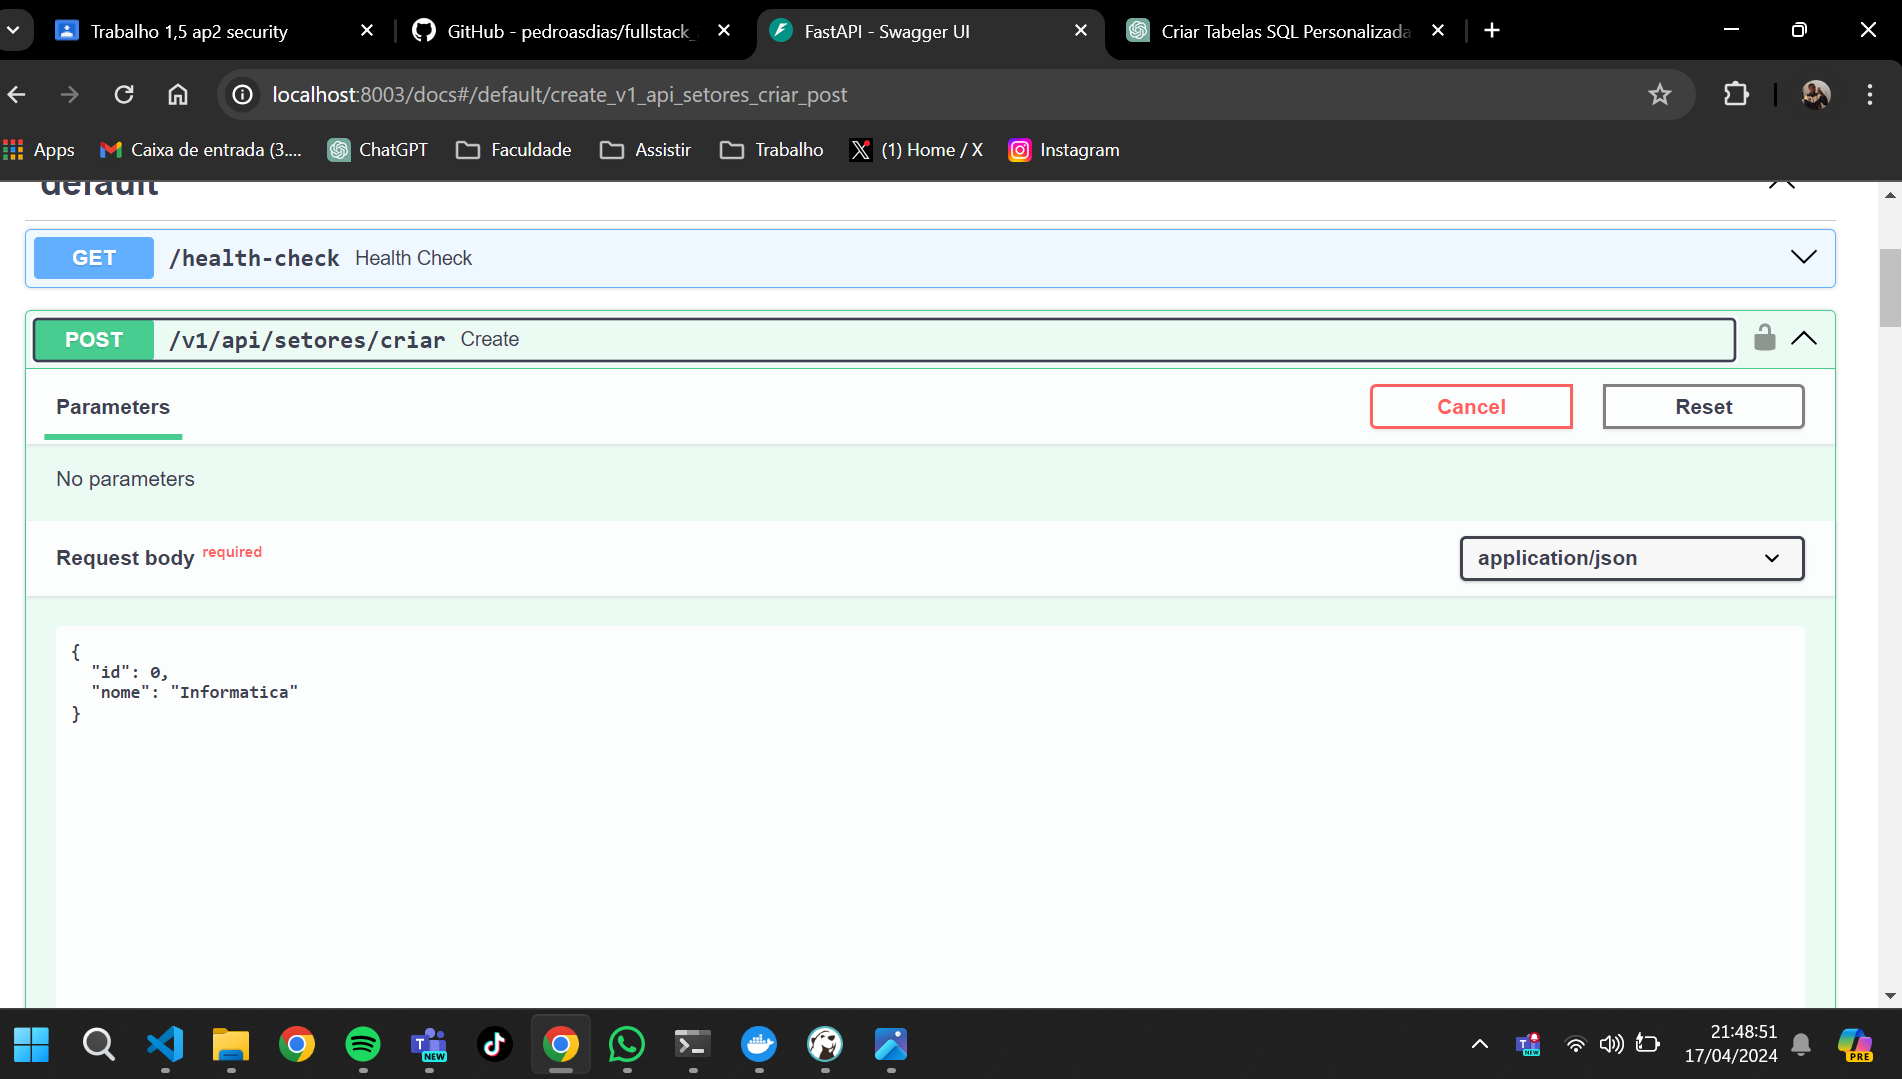 Trabalho 1,5 ap2 security
GitHub - pedroasdias/fullstack_
FastAPI - Swagger UI
Criar Tabelas SQL Personalizada
localhost:8003/docs#/default/create_v1_api_setores_criar_post
Apps
Caixa de entrada (3....
ChatGPT
Faculdade
Assistir
Trabalho
(1) Home / X
Instagram
default
GET /health-check Health Check
POST /v1/api/setores/criar Create
Parameters
Cancel
Reset
No parameters
Request body required
application/json
{
"id": 0,
"nome": "Informatica"
}
NEW
21:48:51
17/04/2024
PRE